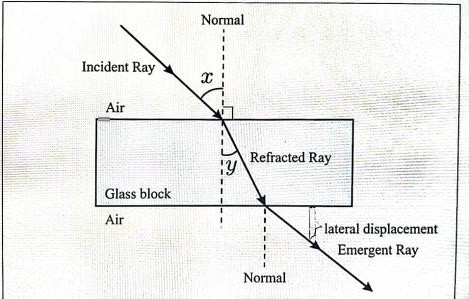 Normal
Incident Ray
x
Air
y
Refracted Ray
Glass block
Air
lateral displacement
Emergent Ray
Normal